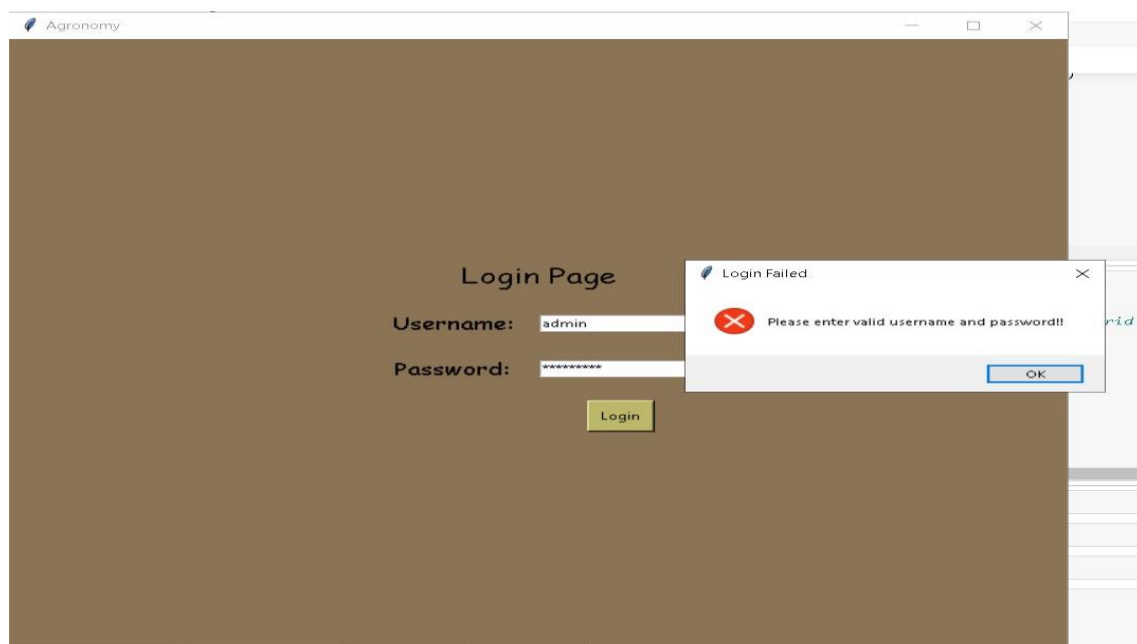 Agronomy
Login Page
Login Failed
Please enter valid username and password!!
OK
Username: admin
Password: *********
Login
rid